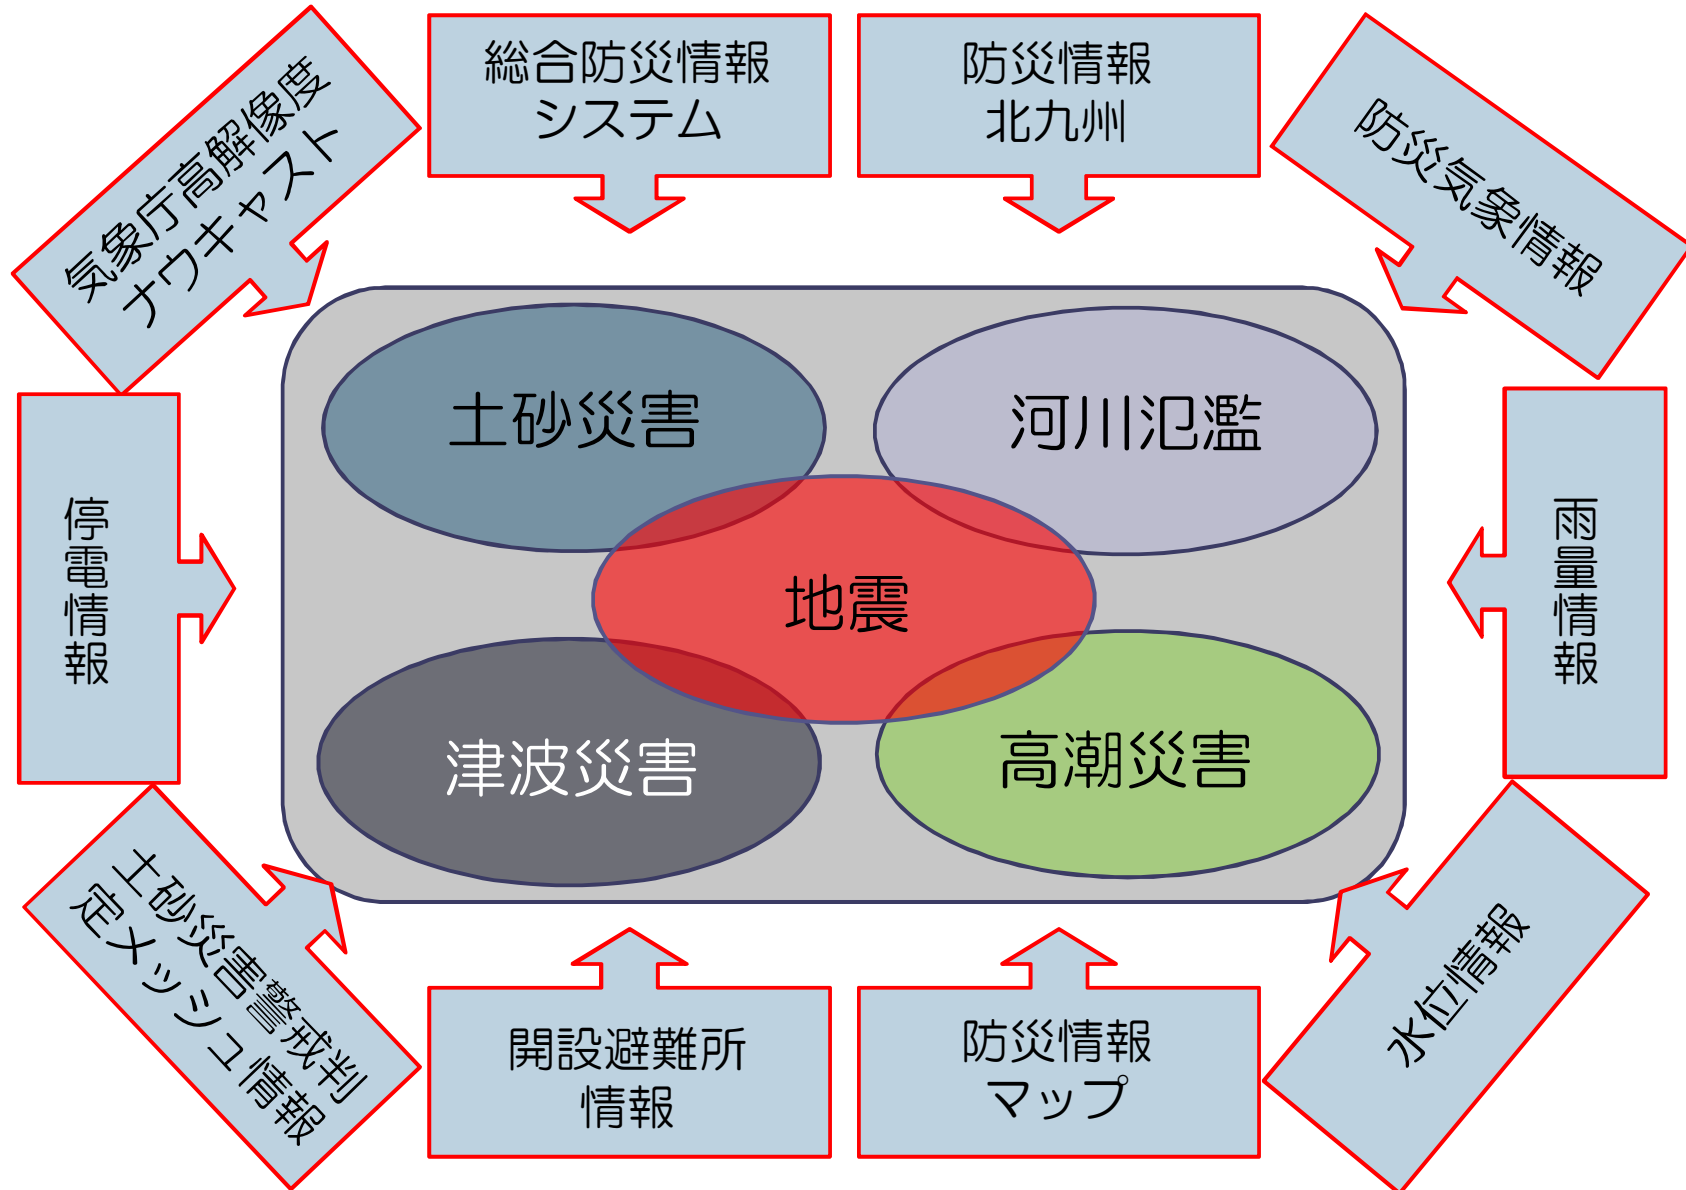 総合防災情報
システム
防災情報
北九州
気象庁高解像度
ナウキャスト
防災気象情報
土砂災害
河川氾濫
停電情報
雨量情報
地震
津波災害
高潮災害
土砂災害警戒判
定メッシュ情報
水位情報
開設避難所
情報
防災情報
マップ